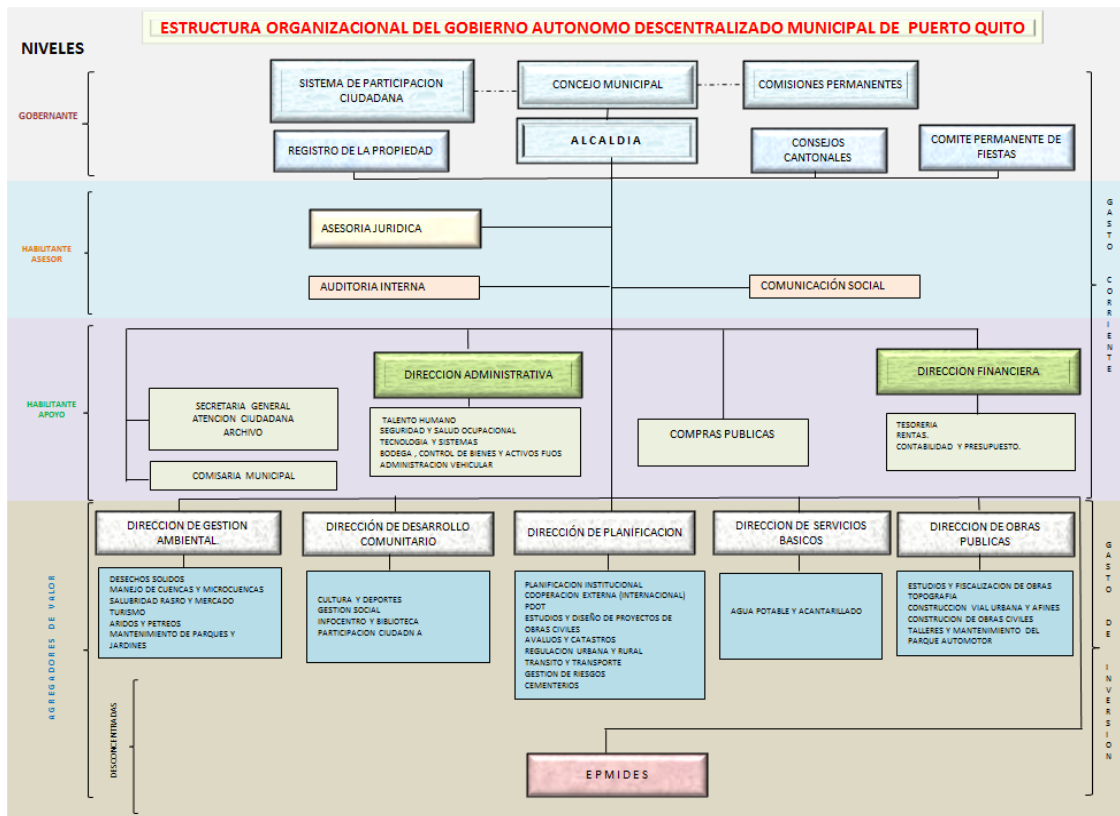 ESTRUCTURA ORGANIZACIONAL DEL GOBIERNO AUTONOMO DESCENTRALIZADO MUNICIPAL DE PUERTO QUITO
NIVELES
GOBERNANTE
SISTEMA DE PARTICIPACION
CIUDADANA
CONCEJO MUNICIPAL
COMISIONES PERMANENTES
REGISTRO DE LA PROPIEDAD
ALCALDIA
CONSEJOS
CANTONALES
COMITE PERMANENTE DE
FIESTAS
HABILITANTE
ASESOR
ASESORIA JURIDICA
AUDITORIA INTERNA
COMUNICACIÓN SOCIAL
GASTO CORRIENTE
HABILITANTE
APOYO
SECRETARIA GENERAL
ATENCION CIUDADANA
ARCHIVO
COMISARIA MUNICIPAL
DIRECCION ADMINISTRATIVA
TALENTO HUMANO
SEGURIDAD Y SALUD OCUPACIONAL
TECNOLOGIA Y SISTEMAS
BODEGA , CONTROL DE BIENES Y ACTIVOS FIJOS
ADMINISTRACION VEHICULAR
COMPRAS PUBLICAS
DIRECCION FINANCIERA
TESORERIA
RENTAS.
CONTABILIDAD Y PRESUPUESTO.
AGREGADORES DE VALOR
DIRECCION DE GESTION
AMBIENTAL.
DESECHOS SOLIDOS
MANEJO DE CUENCAS Y MICROCUENCAS
SALUBRIDAD RASRO Y MERCADO
TURISMO
ARIDOS Y PETREOS
MANTENIMIENTO DE PARQUES Y
JARDINES
DIRECCIÓN DE DESARROLLO
COMUNITARIO
CULTURA Y DEPORTES
GESTION SOCIAL
INFOCENTRO Y BIBLIOTECA
PARTICIPACION CIUDADN A
DIRECCIÓN DE PLANIFICACION
PLANIFICACION INSTITUCIONAL
COOPERACION EXTERNA (INTERNACIONAL)
PDOT
ESTUDIOS Y DISEÑO DE PROYECTOS DE
OBRAS CIVILES
AVALUOS Y CATASTROS
REGULACION URBANA Y RURAL
TRANSITO Y TRANSPORTE
GESTION DE RIESGOS
CEMENTERIOS
DIRECCION DE SERVICIOS
BASICOS
AGUA POTABLE Y ACANTARILLADO
DIRECCION DE OBRAS
PUBLICAS
ESTUDIOS Y FISCALIZACION DE OBRAS
TOPOGRAFIA
CONSTRUCCION VIAL URBANA Y AFINES
CONSTRUCION DE OBRAS CIVILES
TALLERES Y MANTENIMIENTO DEL
PARQUE AUTOMOTOR
GASTO DE INVERSION
DESCONCENTRADAS
EPMIDES